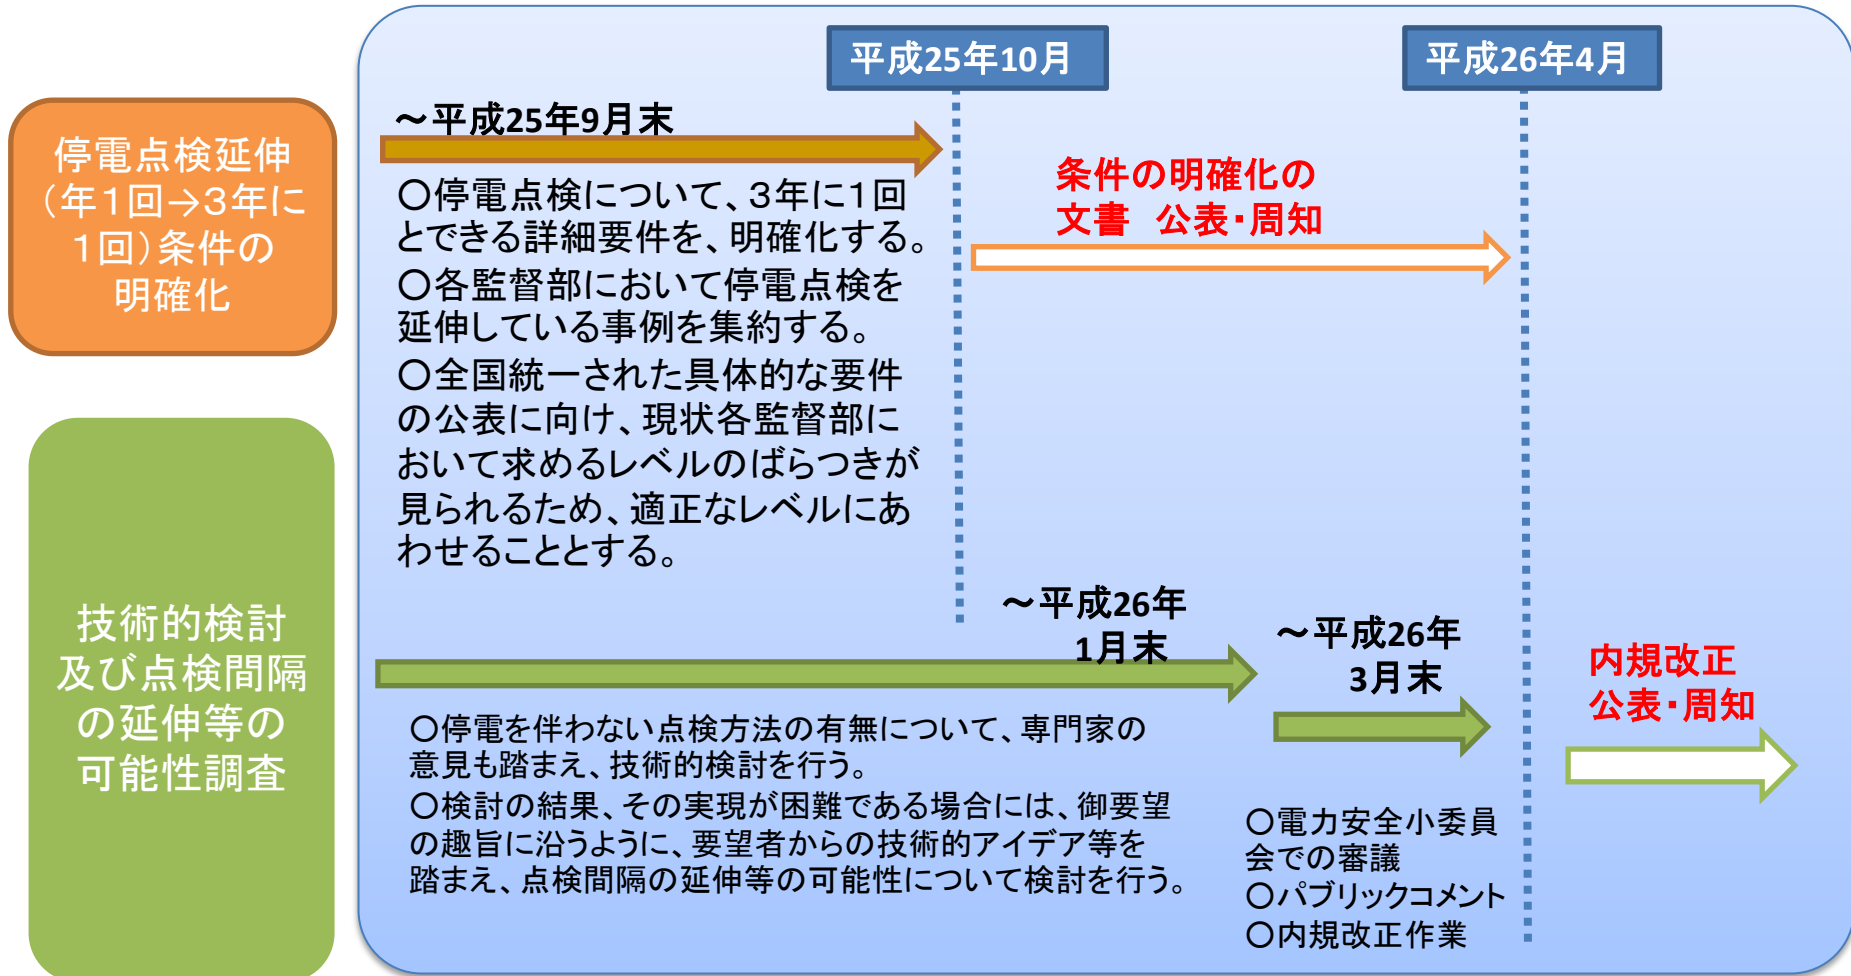 平成25年10月
平成26年4月
停電点検延伸
(年１回→３年に
１回)条件の
明確化
～平成25年9月末
○停電点検について、３年に１回
とできる詳細要件を、明確化する。
○各監督部において停電点検を
延伸している事例を集約する。
○全国統一された具体的な要件
の公表に向け、現状各監督部に
おいて求めるレベルのばらつきが
見られるため、適正なレベルにあ
わせることとする。
条件の明確化の
文書　公表・周知
技術的検討
及び点検間隔
の延伸等の
可能性調査
～平成26年
1月末
○停電を伴わない点検方法の有無について、専門家の
意見も踏まえ、技術的検討を行う。
○検討の結果、その実現が困難である場合には、御要望
の趣旨に沿うように、要望者からの技術的アイデア等を
踏まえ、点検間隔の延伸等の可能性について検討を行う。
～平成26年
3月末
○電力安全小委員
会での審議
○パブリックコメント
○内規改正作業
内規改正
公表・周知